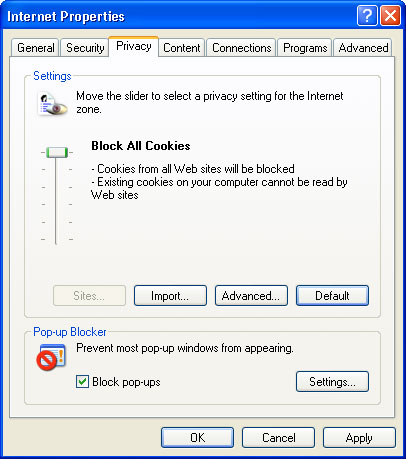 Internet Properties
General Security Privacy Content Connections Programs Advanced
Settings
Move the slider to select a privacy setting for the Internet
zone.
Block All Cookies
- Cookies from all Web sites will be blocked
- Existing cookies on your computer cannot be read by
Web sites
Sites... Import... Advanced... Default
Pop-up Blocker
Prevent most pop-up windows from appearing.
Block pop-ups Settings...
OK Cancel Apply